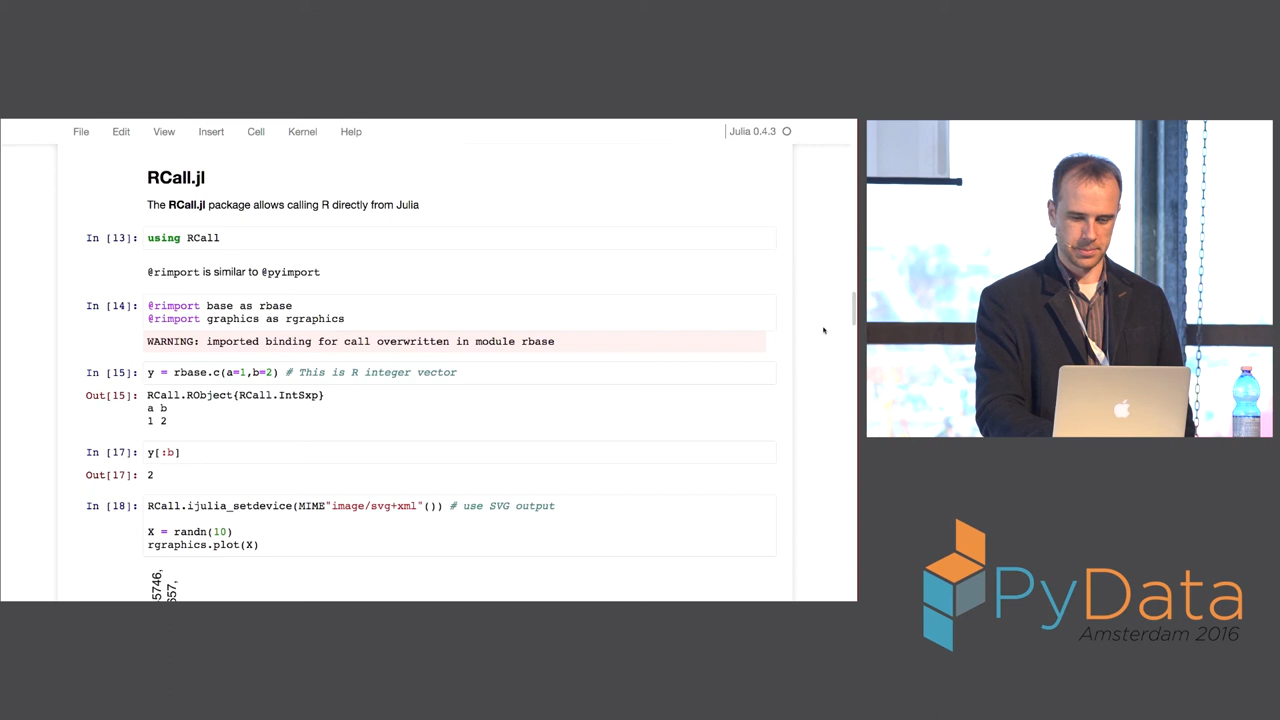 File Edit View Insert Cell Kernel Help Julia 0.4.3
RCall.jl
The RCall.jl package allows calling R directly from Julia
In [13]: using RCall
@rimport is similar to @pyimport
In [14]: @rimport base as rbase
@rimport graphics as rgraphics
WARNING: imported binding for call overwritten in module rbase
In [15]: y = rbase.c(a=1,b=2) # This is R integer vector
Out[15]: RCall.RObject{RCall.IntSxp}
a b
1 2
In [17]: y[:b]
Out[17]: 2
In [18]: RCall.ijulia_setdevice(MIME"image/svg+xml"()) # use SVG output
X = randn(10)
rgraphics.plot(X)
5746,
357,
PyData
Amsterdam 2016